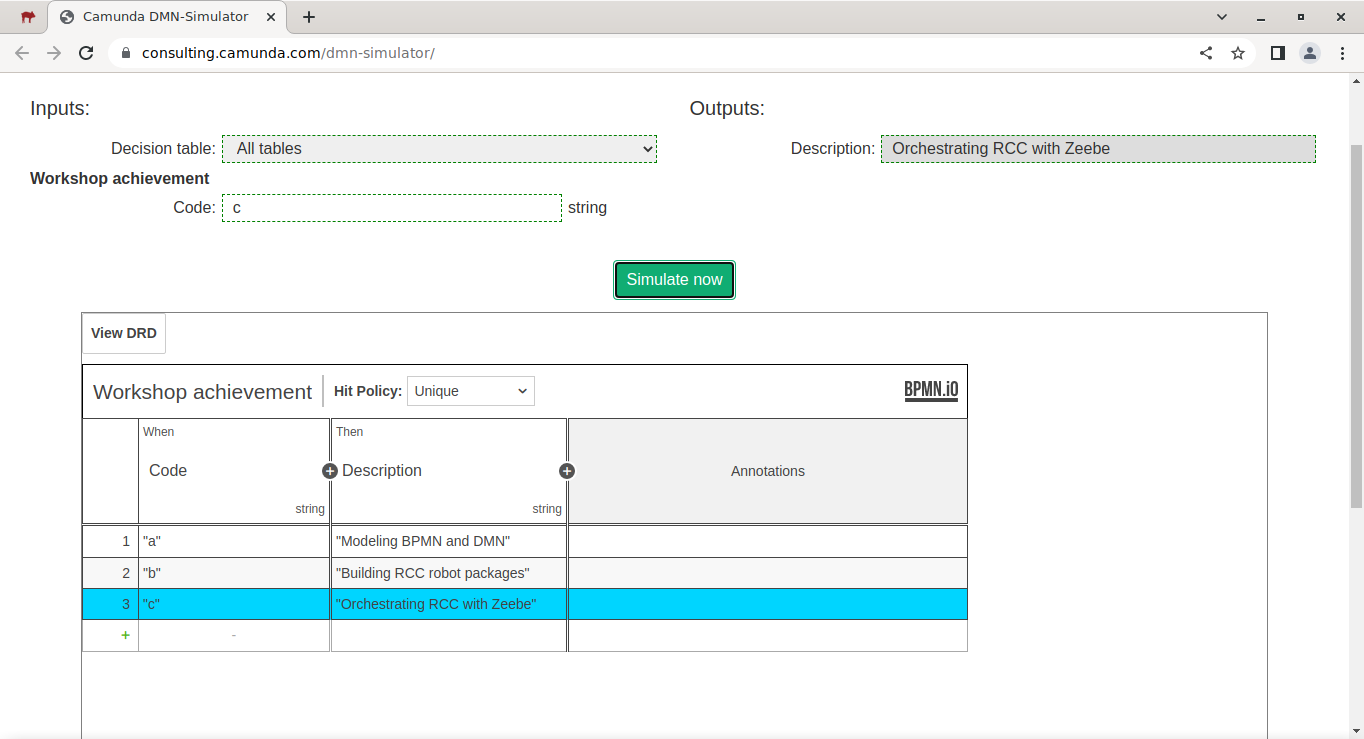 Camunda DMN-Simulator
consulting.camunda.com/dmn-simulator/
Inputs:
Outputs:
Decision table: All tables
Description: Orchestrating RCC with Zeebe
Workshop achievement
Code: c string
Simulate now
View DRD
Workshop achievement Hit Policy: Unique BPMN.iO
When Then
Code + Description + Annotations
string string
1 "a" "Modeling BPMN and DMN"
2 "b" "Building RCC robot packages"
3 "c" "Orchestrating RCC with Zeebe"
+ -